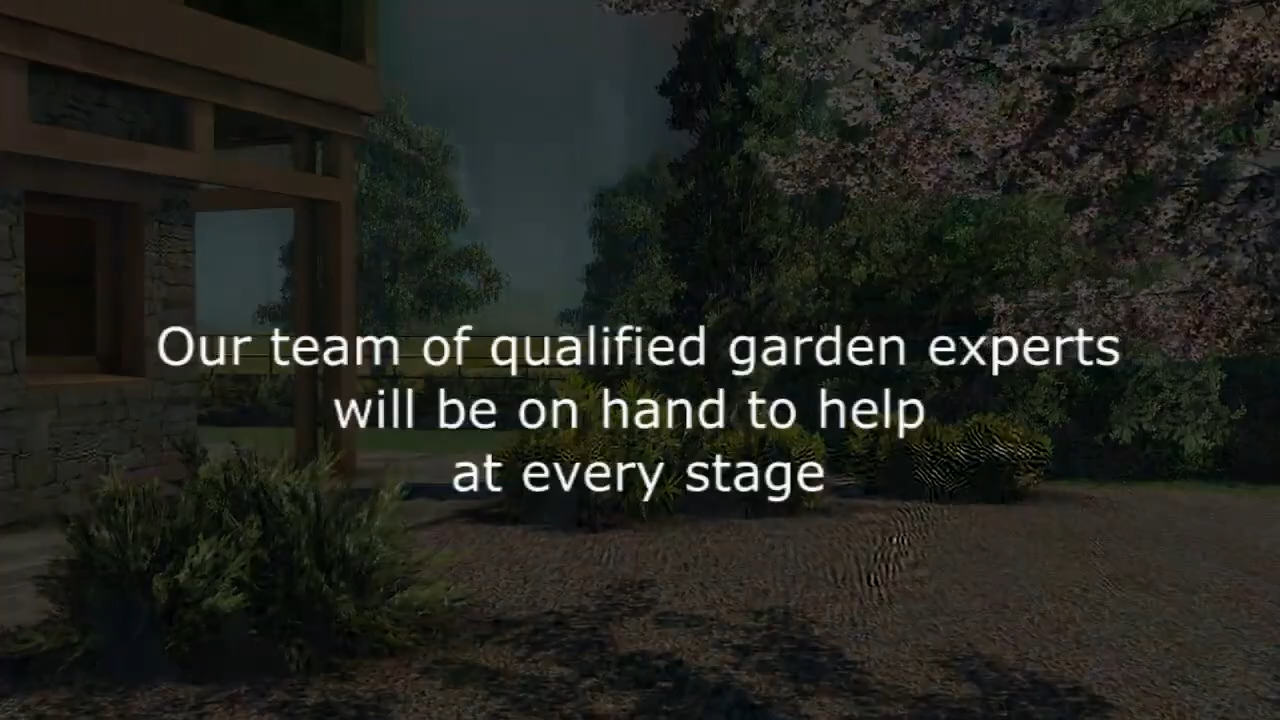 Our team of qualified garden experts
will be on hand to help
at every stage